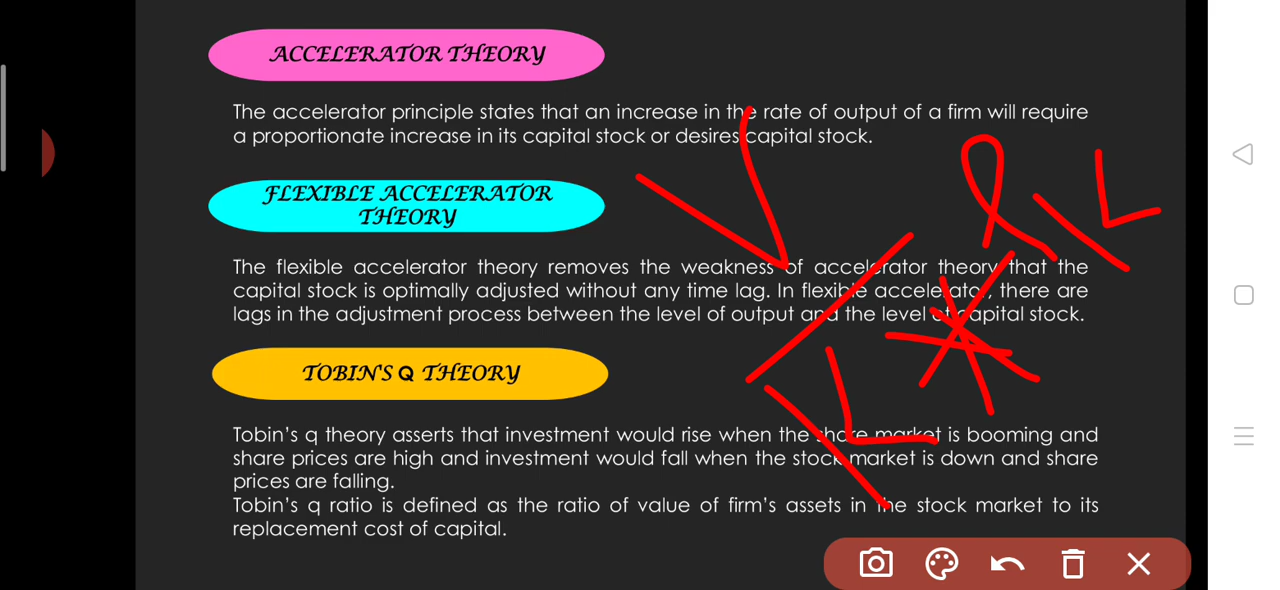 ACCELERATOR THEORY
The accelerator principle states that an increase in the rate of output of a firm will require
a proportionate increase in its capital stock or desires capital stock.
FLEXIBLE ACCELERATOR
THEORY
The flexible accelerator theory removes the weakness of accelerator theory that the
capital stock is optimally adjusted without any time lag. In flexible accelerator, there are
lags in the adjustment process between the level of output and the level of capital stock.
TOBIN'S Q THEORY
Tobin's q theory asserts that investment would rise when the share market is booming and
share prices are high and investment would fall when the stock market is down and share
prices are falling.
Tobin's q ratio is defined as the ratio of value of firm's assets in the stock market to its
replacement cost of capital.